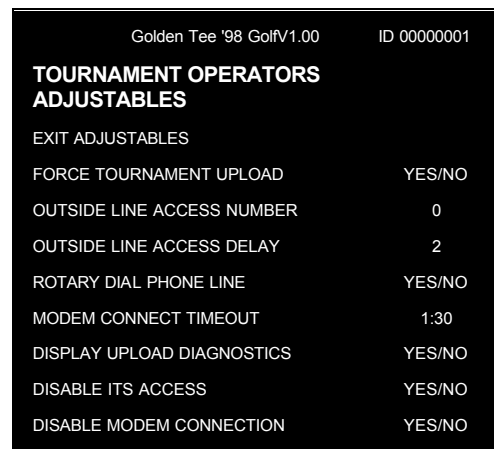 Golden Tee '98 GolfV1.00 ID 00000001
TOURNAMENT OPERATORS
ADJUSTABLES
EXIT ADJUSTABLES
FORCE TOURNAMENT UPLOAD YES/NO
OUTSIDE LINE ACCESS NUMBER 0
OUTSIDE LINE ACCESS DELAY 2
ROTARY DIAL PHONE LINE YES/NO
MODEM CONNECT TIMEOUT 1:30
DISPLAY UPLOAD DIAGNOSTICS YES/NO
DISABLE ITS ACCESS YES/NO
DISABLE MODEM CONNECTION YES/NO